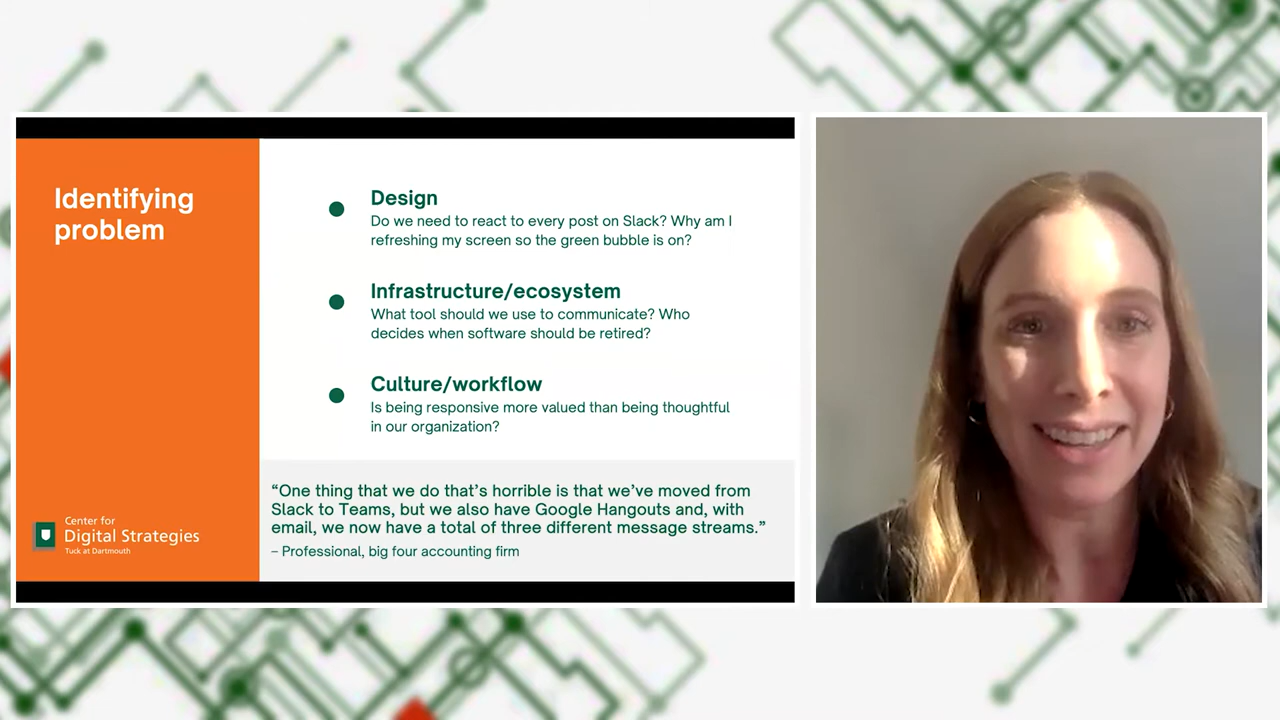 Identifying
problem
Design
Do we need to react to every post on Slack? Why am I
refreshing my screen so the green bubble is on?
Infrastructure/ecosystem
What tool should we use to communicate? Who
decides when software should be retired?
Culture/workflow
Is being responsive more valued than being thoughtful
in our organization?
“One thing that we do that’s horrible is that we’ve moved from
Slack to Teams, but we also have Google Hangouts and, with
email, we now have a total of three different message streams.”
– Professional, big four accounting firm
Center for
Digital Strategies
Tuck at Dartmouth